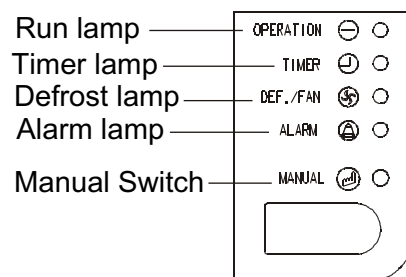 Run lamp OPERATION
Timer lamp TIMER
Defrost lamp DEF./FAN
Alarm lamp ALARM
Manual Switch MANUAL